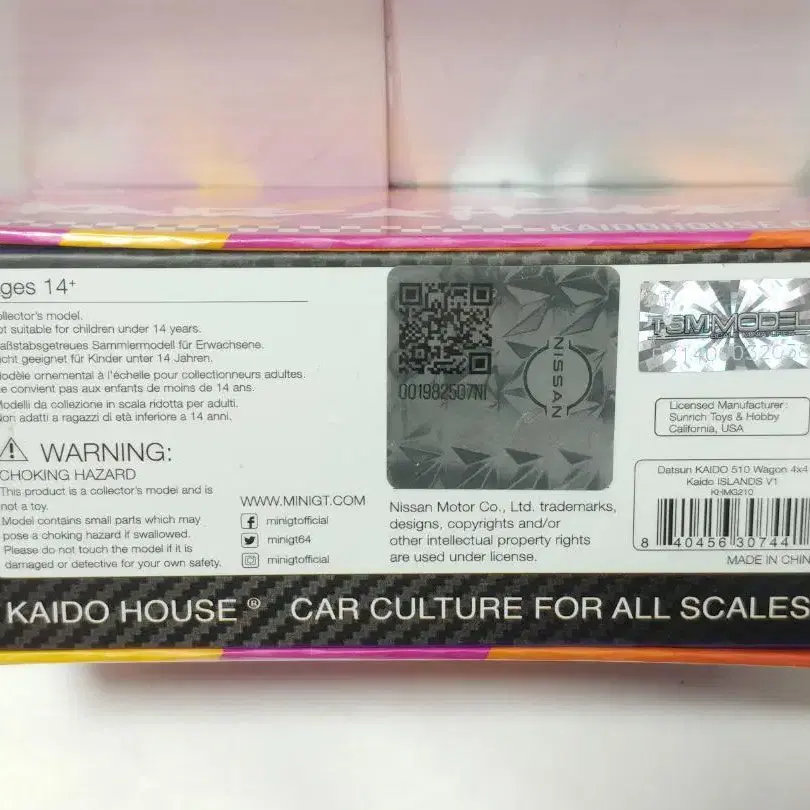 KAIDOHOUSE
ges 14+
ollector's model.
ot suitable for children under 14 years.
aßstabsgetreues Sammlermodell für Erwachsene.
icht geeignet für Kinder unter 14 Jahren.
odèle ornemental à l'échelle pour collectionneurs adultes.
e convient pas aux enfants de moins de 14 ans.
odelli da collezione in scala ridotta per adulti.
on adatti a ragazzi di età inferiore a 14 anni.
WARNING:
CHOKING HAZARD
This product is a collector's model and is
not a toy.
Model contains small parts which may
pose a choking hazard if swallowed.
Please do not touch the model if it is
damaged or detective for your own safety.
WWW.MINIGT.COM
minigtofficial
minigt64
minigtofficial
001982507NI
NISSAN
Nissan Motor Co., Ltd. trademarks,
designs, copyrights and/or
other intellectual property rights
are used under license.
TSM-MODEL
Licensed Manufacturer:
Sunrich Toys & Hobby
California, USA
Datsun KAIDO 510 Wagon 4x4
Kaido ISLANDS V1
KHMG210
8 40456 30744
MADE IN CHIN
KAIDO HOUSE ® CAR CULTURE FOR ALL SCALES